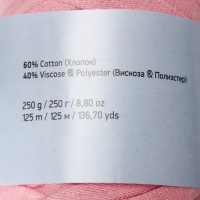 60% Cotton (Хлопок)
40% Viscose & Polyester (Вискоза & Полиэстер)
250 g / 250 г / 8,80 oz
125 m / 125 м / 136,70 yds